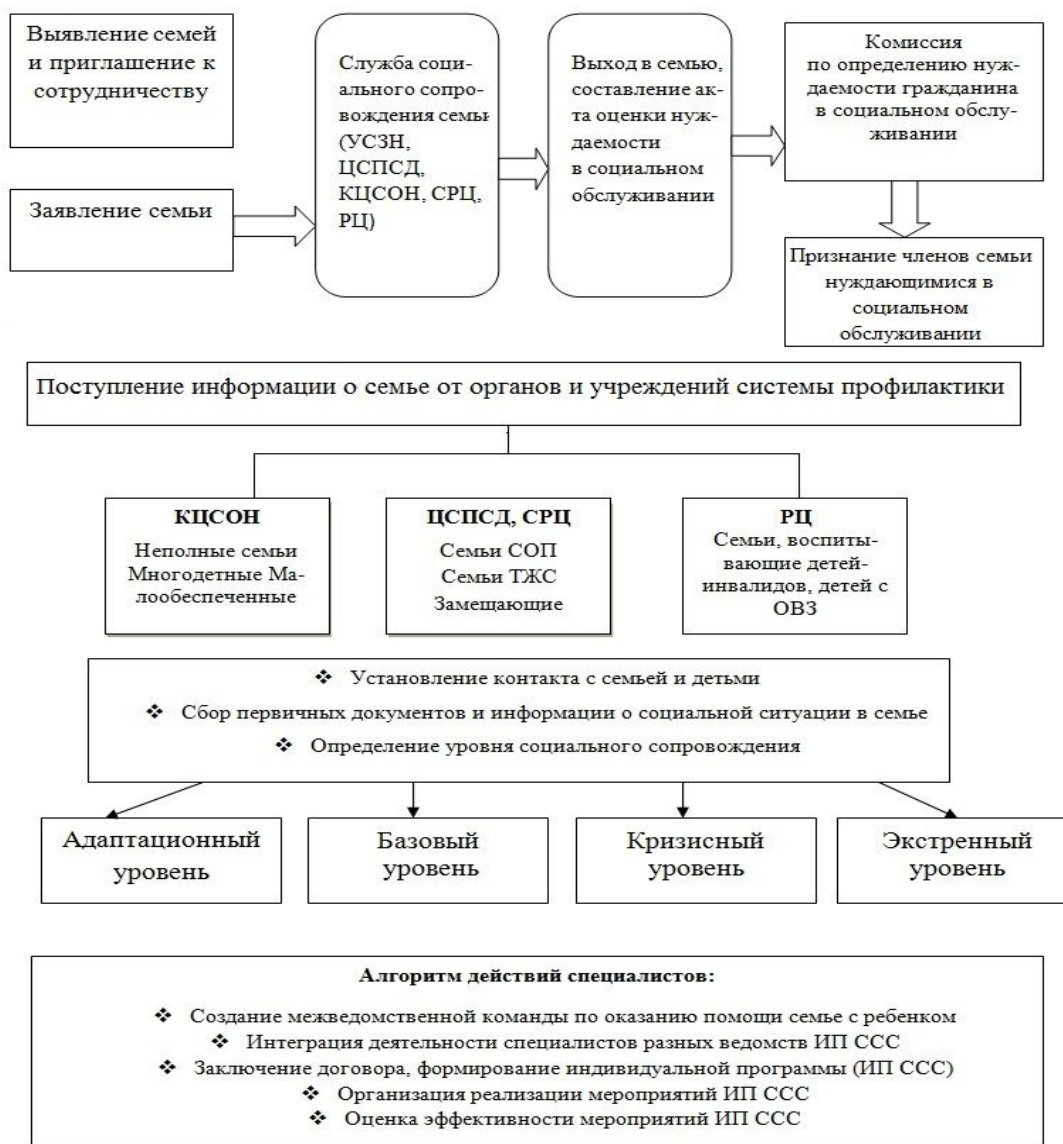 Выявление семей
и приглашение к
сотрудничеству
Заявление семьи
Служба соци-
ального сопро-
вождения семьи
(УСЗН,
ЦСПСД,
КЦСОН, СРЦ,
РЦ)
Выход в семью,
составление ак-
та оценки нуж-
даемости
в социальном
обслуживании
Комиссия
по определению нуж-
даемости гражданина
в социальном обслу-
живании
Признание членов семьи
нуждающимися в
социальном
обслуживании
Поступление информации о семье от органов и учреждений системы профилактики
КЦСОН
Неполные семьи
Многодетные Ма-
лообеспеченные
ЦСПСД, СРЦ
Семьи СОП
Семьи ТЖС
Замещающие
РЦ
Семьи, воспиты-
вающие детей-
инвалидов, детей с
ОВЗ
❖ Установление контакта с семьей и детьми
❖ Сбор первичных документов и информации о социальной ситуации в семье
❖ Определение уровня социального сопровождения
Адаптационный
уровень
Базовый
уровень
Кризисный
уровень
Экстренный
уровень
Алгоритм действий специалистов:
❖ Создание межведомственной команды по оказанию помощи семье с ребенком
❖ Интеграция деятельности специалистов разных ведомств ИП ССС
❖ Заключение договора, формирование индивидуальной программы (ИП ССС)
❖ Организация реализации мероприятий ИП ССС
❖ Оценка эффективности мероприятий ИП ССС